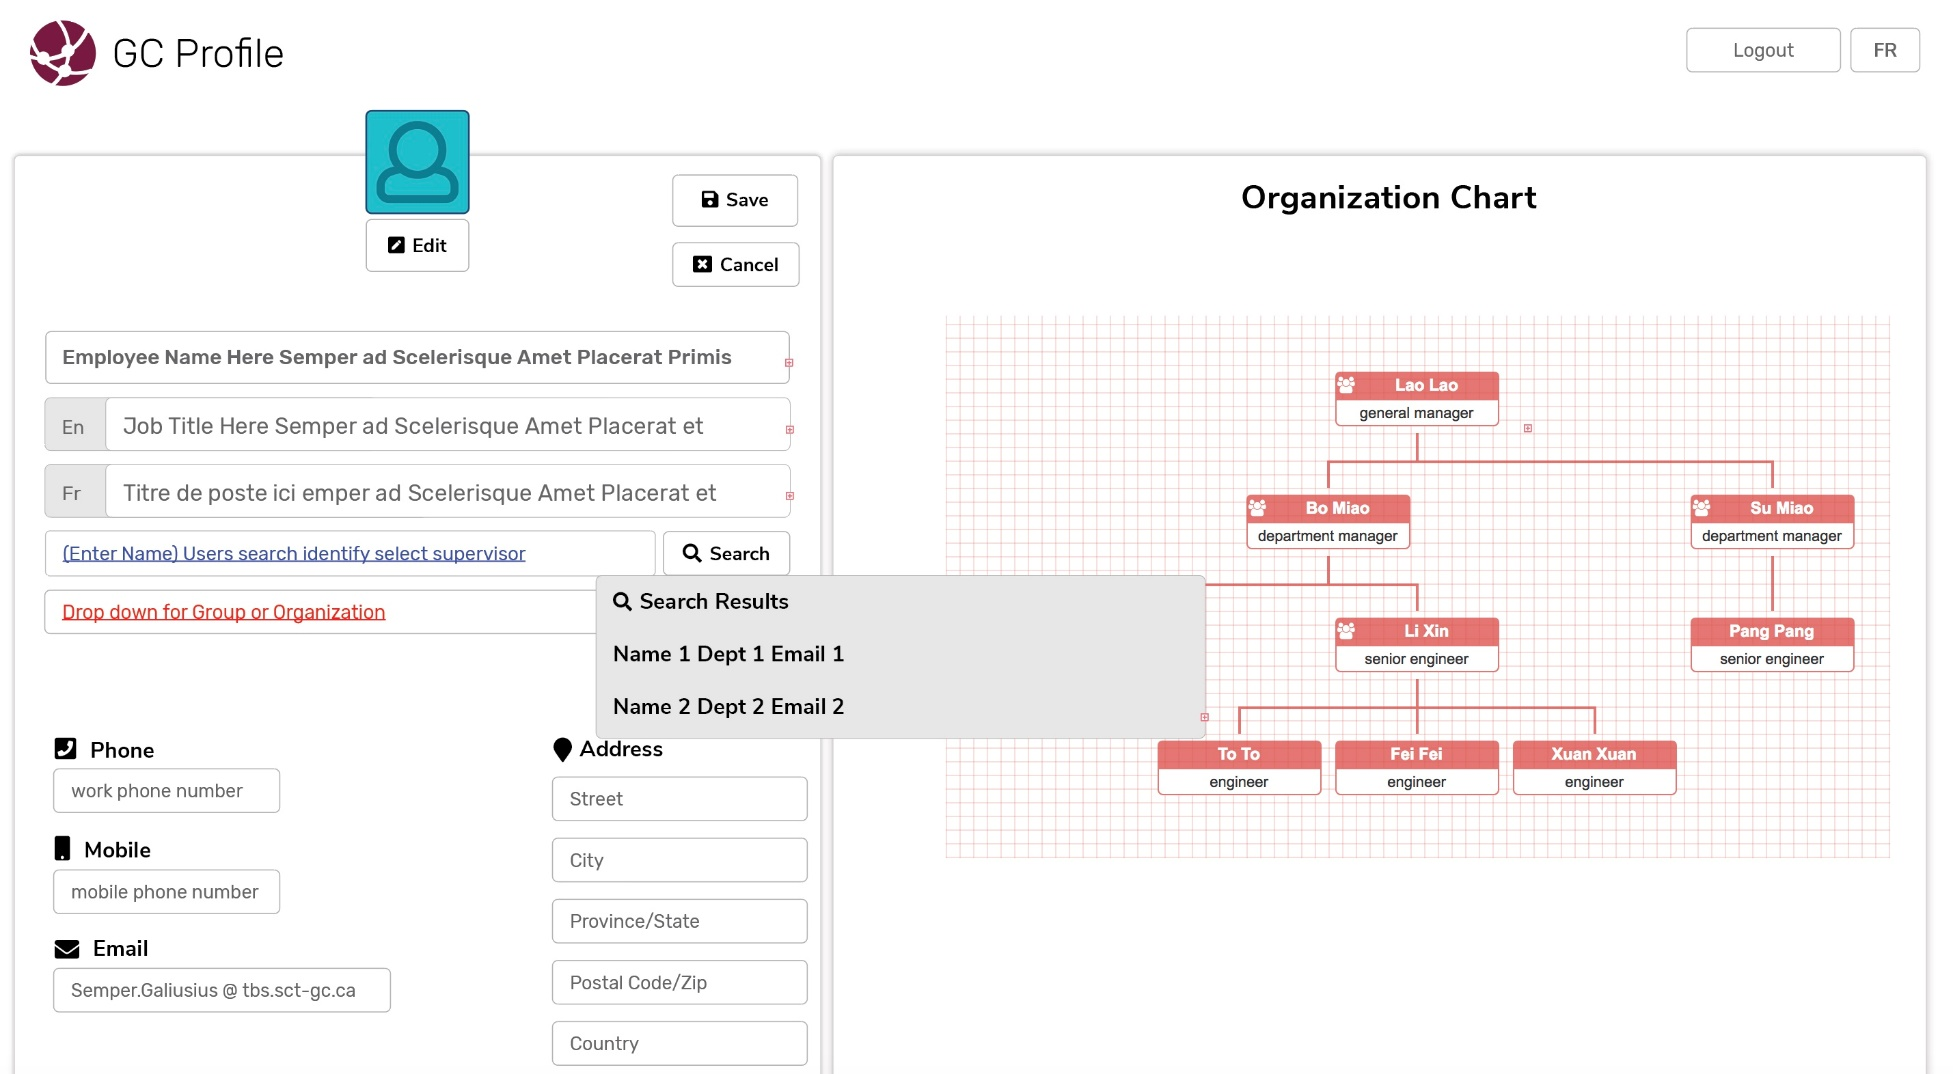 GC Profile
Logout
FR
Edit
Save
Cancel
Employee Name Here Semper ad Scelerisque Amet Placerat Primis
En
Job Title Here Semper ad Scelerisque Amet Placerat et
Fr
Titre de poste ici emper ad Scelerisque Amet Placerat et
(Enter Name) Users search identify select supervisor
Search
Drop down for Group or Organization
Search Results
Name 1 Dept 1 Email 1
Name 2 Dept 2 Email 2
Phone
work phone number
Mobile
mobile phone number
Email
Semper.Galiusius @ tbs.sct-gc.ca
Address
Street
City
Province/State
Postal Code/Zip
Country
Organization Chart
Lao Lao
general manager
Bo Miao
department manager
Su Miao
department manager
Li Xin
senior engineer
Pang Pang
senior engineer
To To
engineer
Fei Fei
engineer
Xuan Xuan
engineer